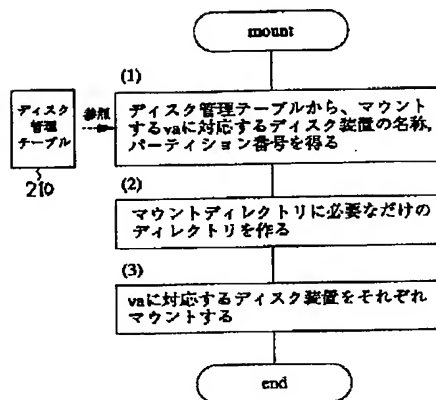 mount
(1)
ディスク
管理
テーブル
参照
210
ディスク管理テーブルから、マウント
するvaに対応するディスク装置の名称,
パーティション番号を得る
(2)
マウントディレクトリに必要なだけの
ディレクトリを作る
(3)
vaに対応するディスク装置をそれぞれ
マウントする
end